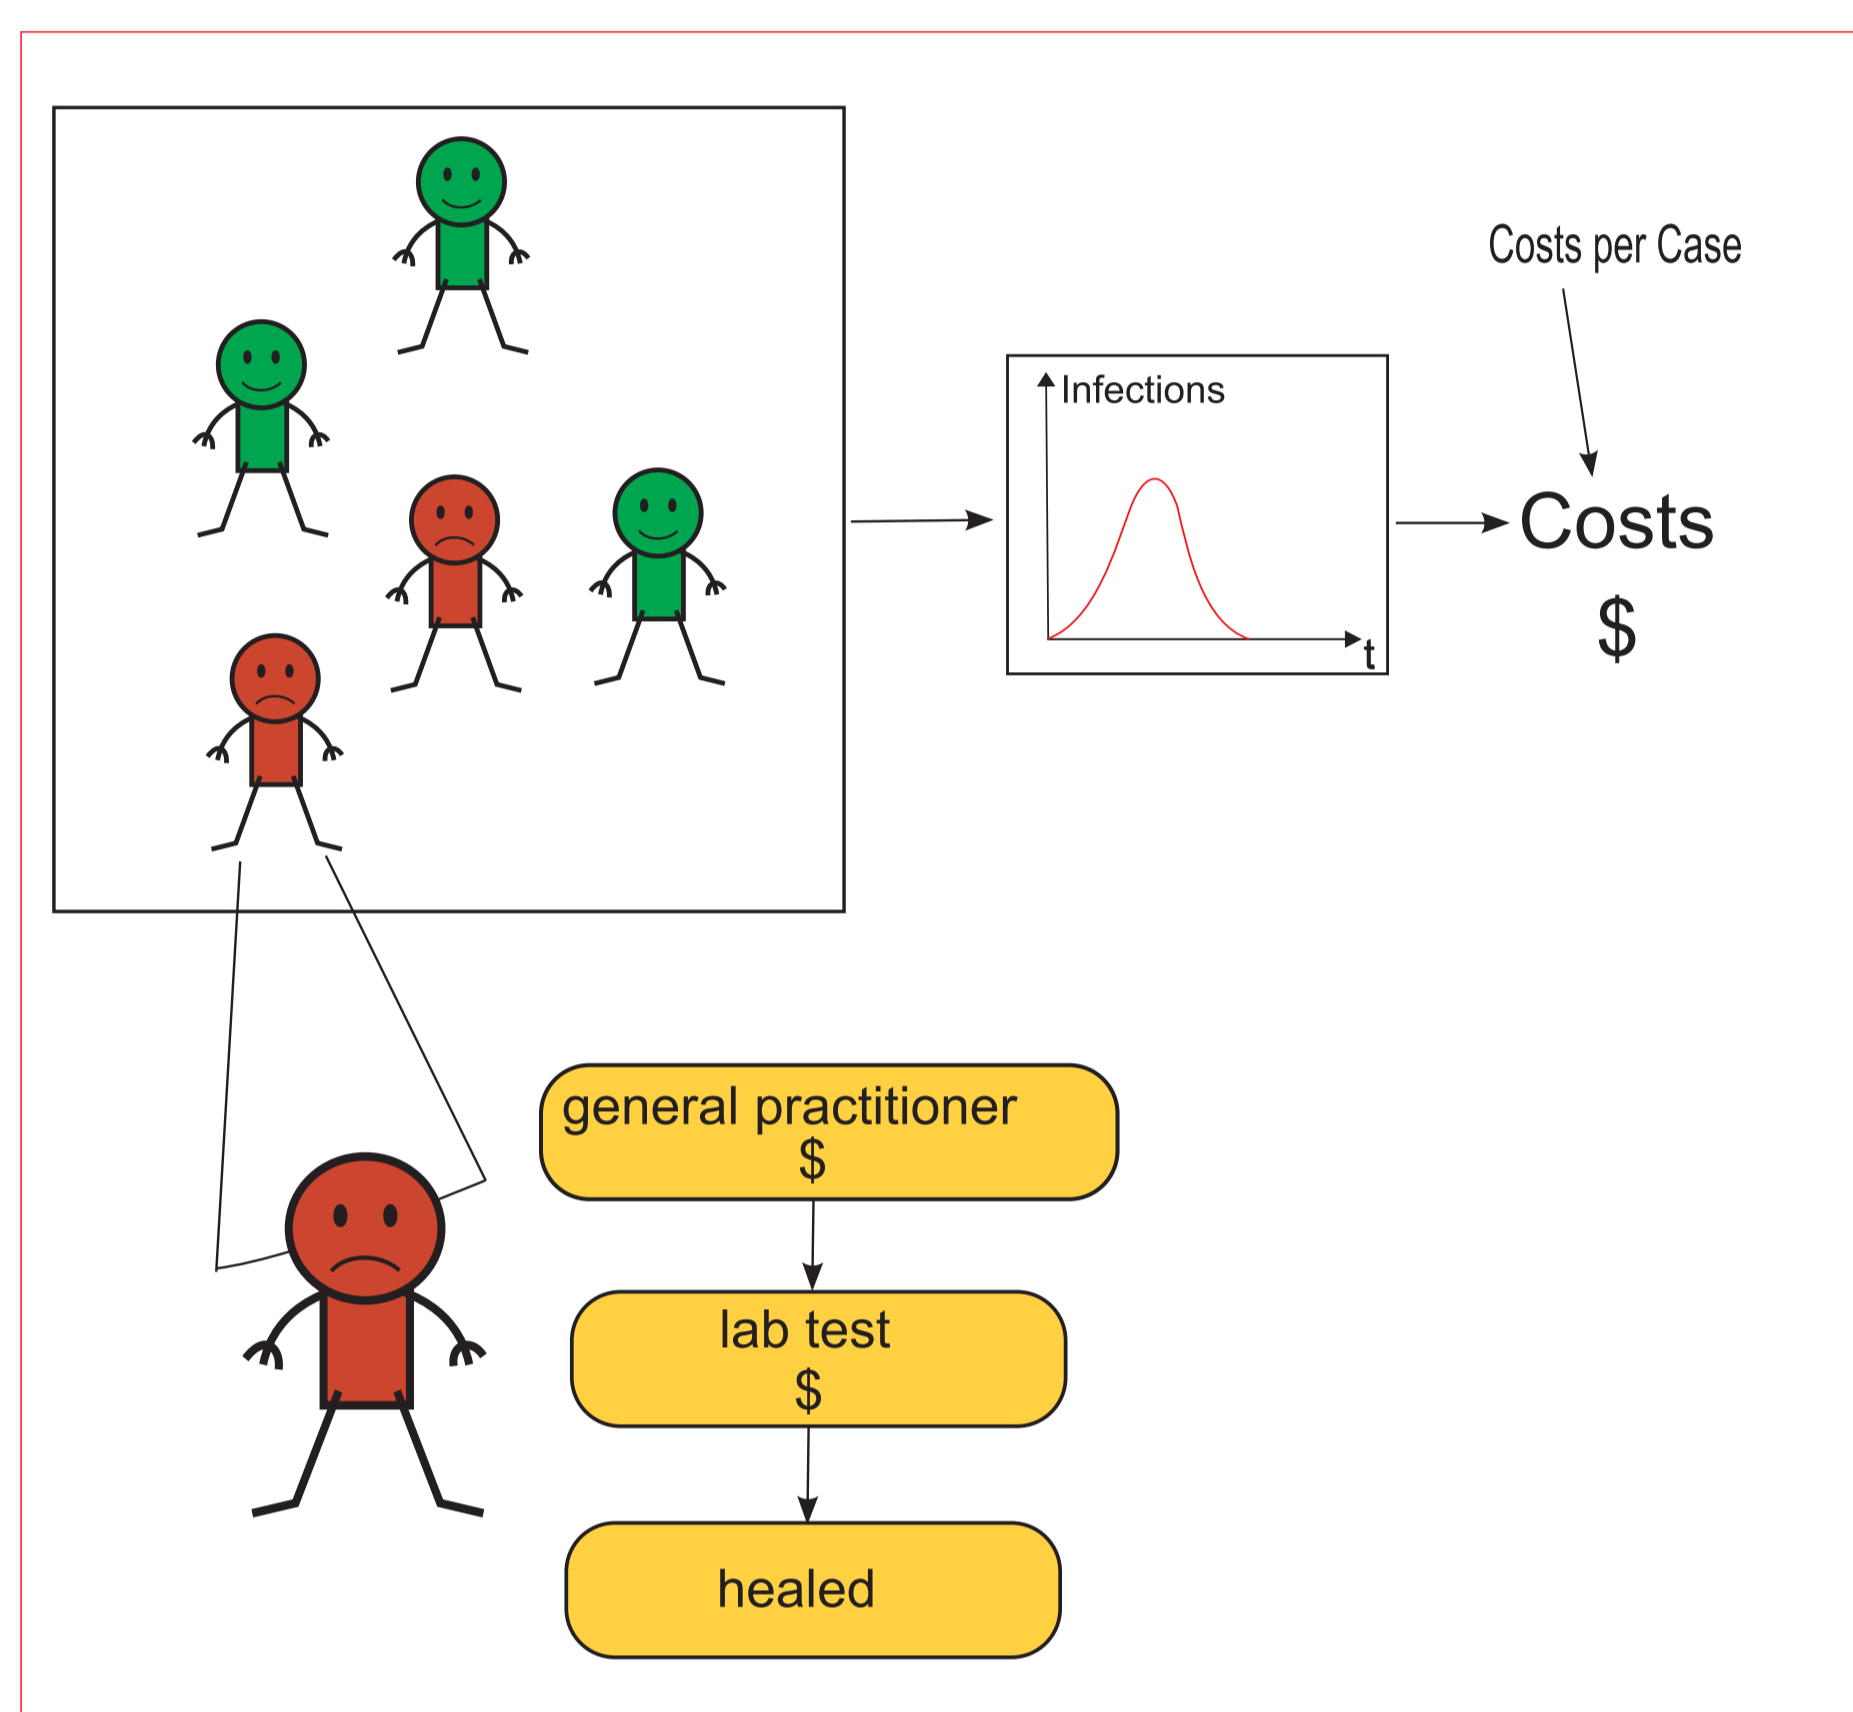 Costs per Case
Infections
t
Costs
$
general practitioner
$
lab test
$
healed